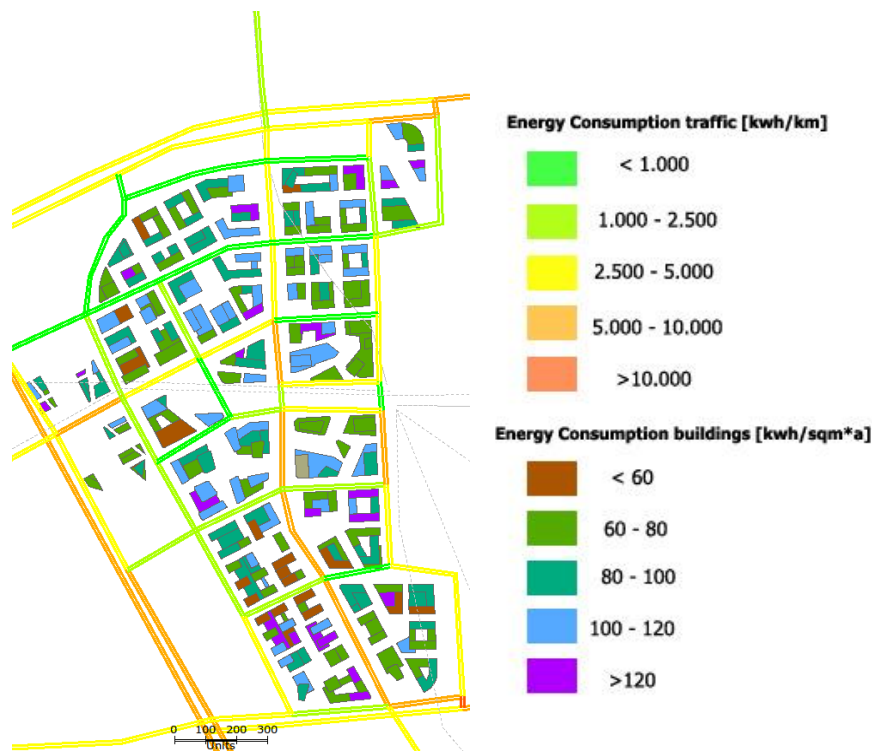 Energy Consumption traffic [kwh/km]
< 1.000
1.000 - 2.500
2.500 - 5.000
5.000 - 10.000
>10.000
Energy Consumption buildings [kwh/sqm*a]
< 60
60 - 80
80 - 100
100 - 120
>120
0 100 200 300
Units